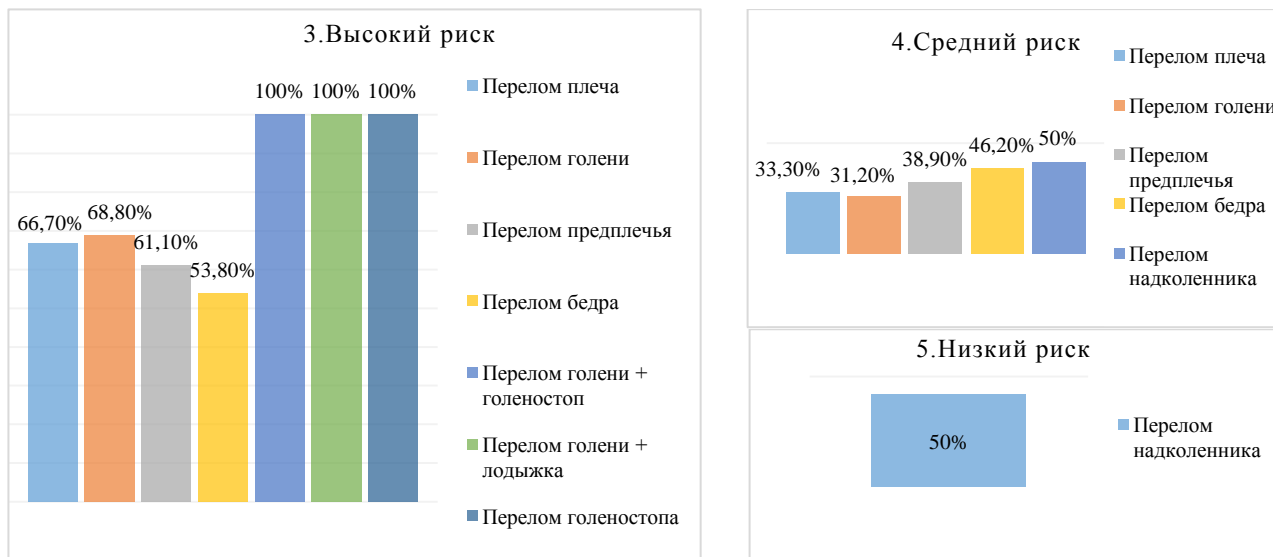 3.Высокий риск
100% 100% 100%
66,70%
68,80%
61,10%
53,80%
Перелом плеча
Перелом голени
Перелом предплечья
Перелом бедра
Перелом голени +
голеностоп
Перелом голени +
лодыжка
Перелом голеностопа
4.Средний риск
33,30%
31,20%
38,90%
46,20%
50%
Перелом плеча
Перелом голени
Перелом
предплечья
Перелом бедра
Перелом
надколенника
5.Низкий риск
50%
Перелом
надколенника